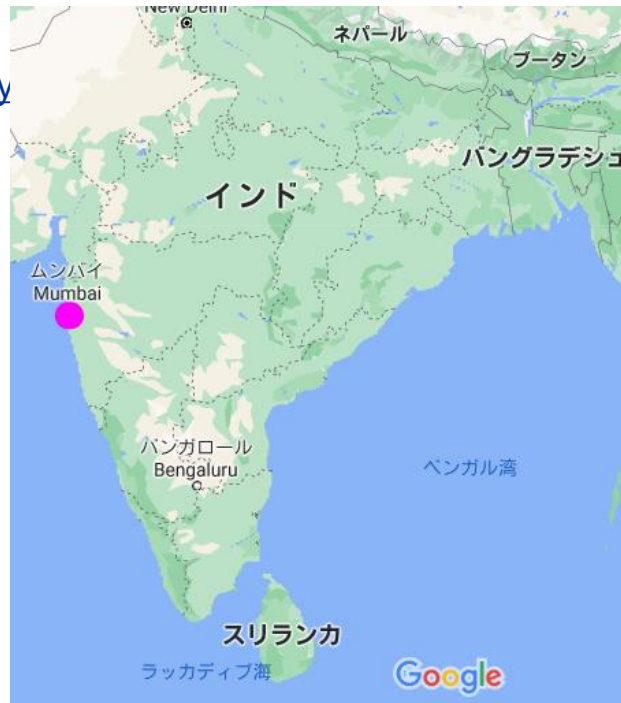 New Delhi
ネパール
ブータン
y
バングラデシュ
インド
ムンバイ
Mumbai
バンガロール
Bengaluru
ベンガル湾
スリランカ
ラッカディブ海
Google